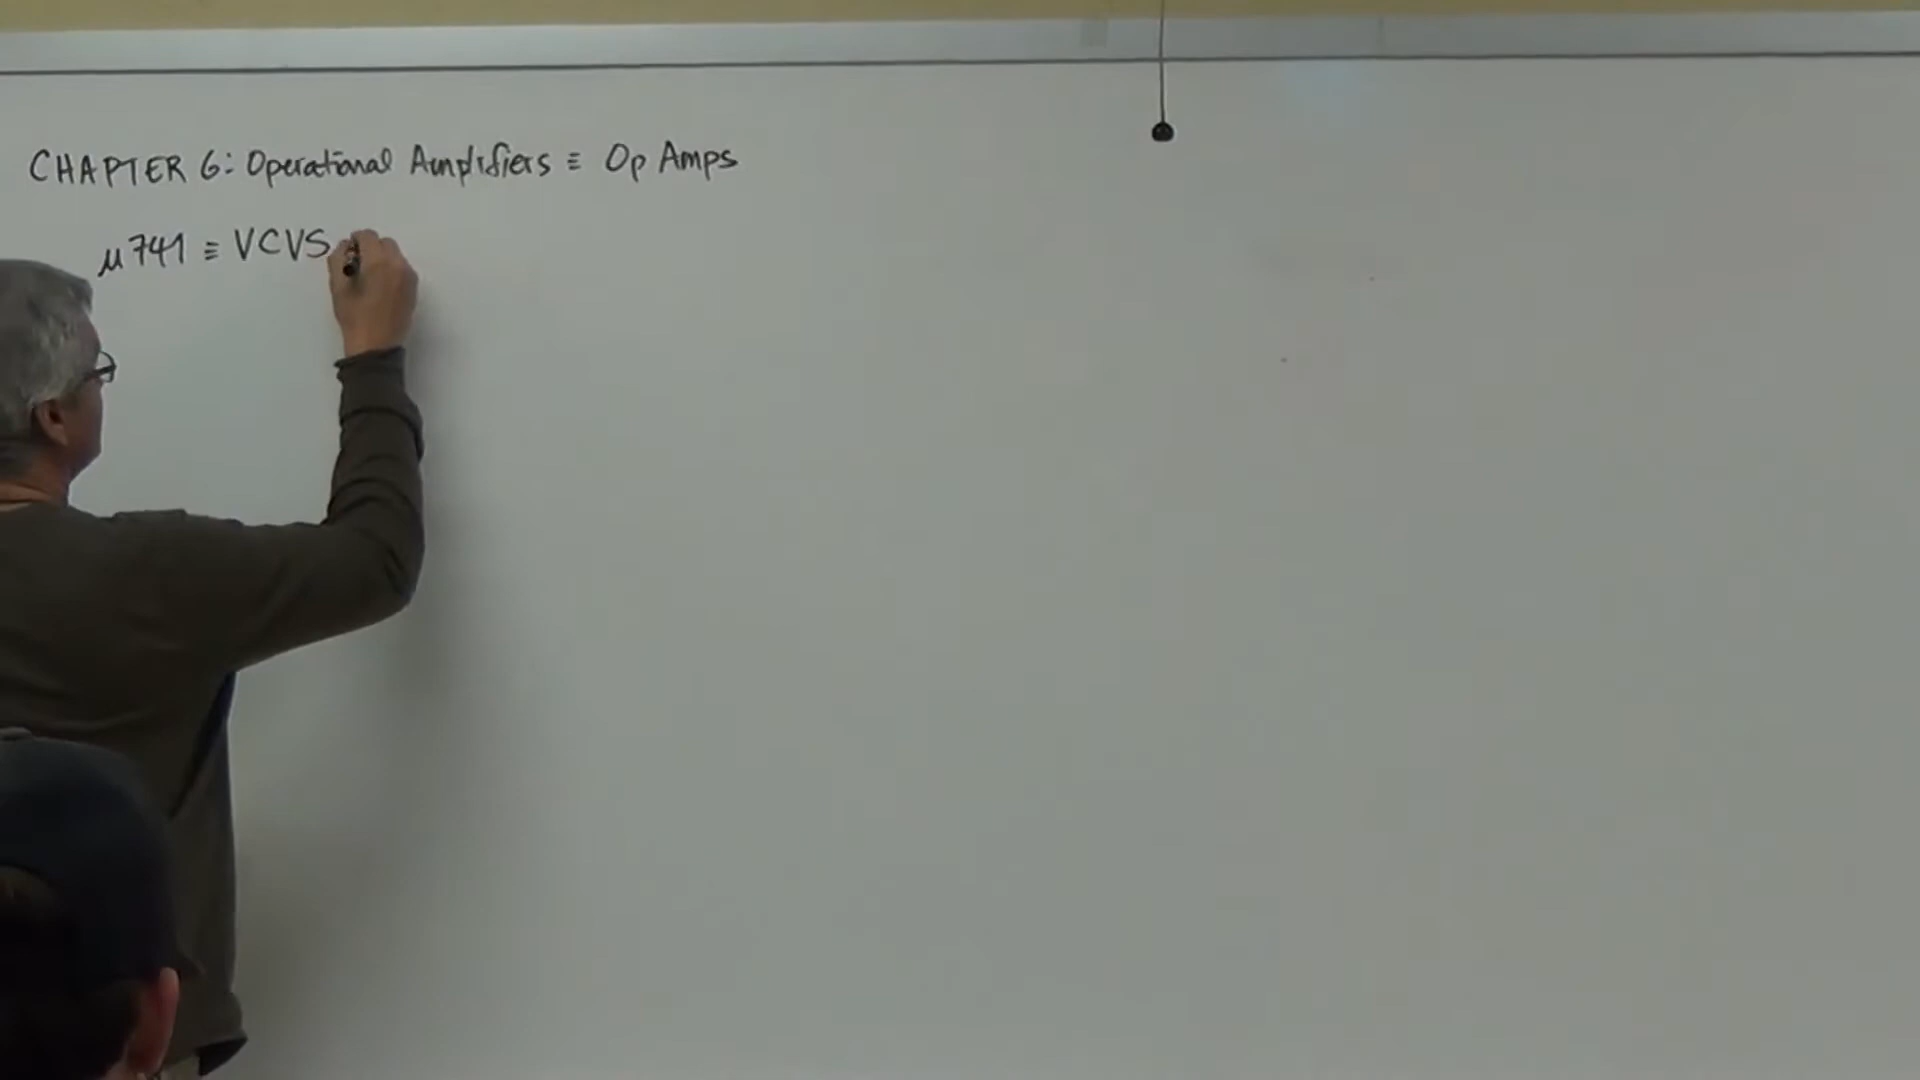 CHAPTER 6: Operational Amplifiers ≡ Op Amps
μ741 ≡ VCVS